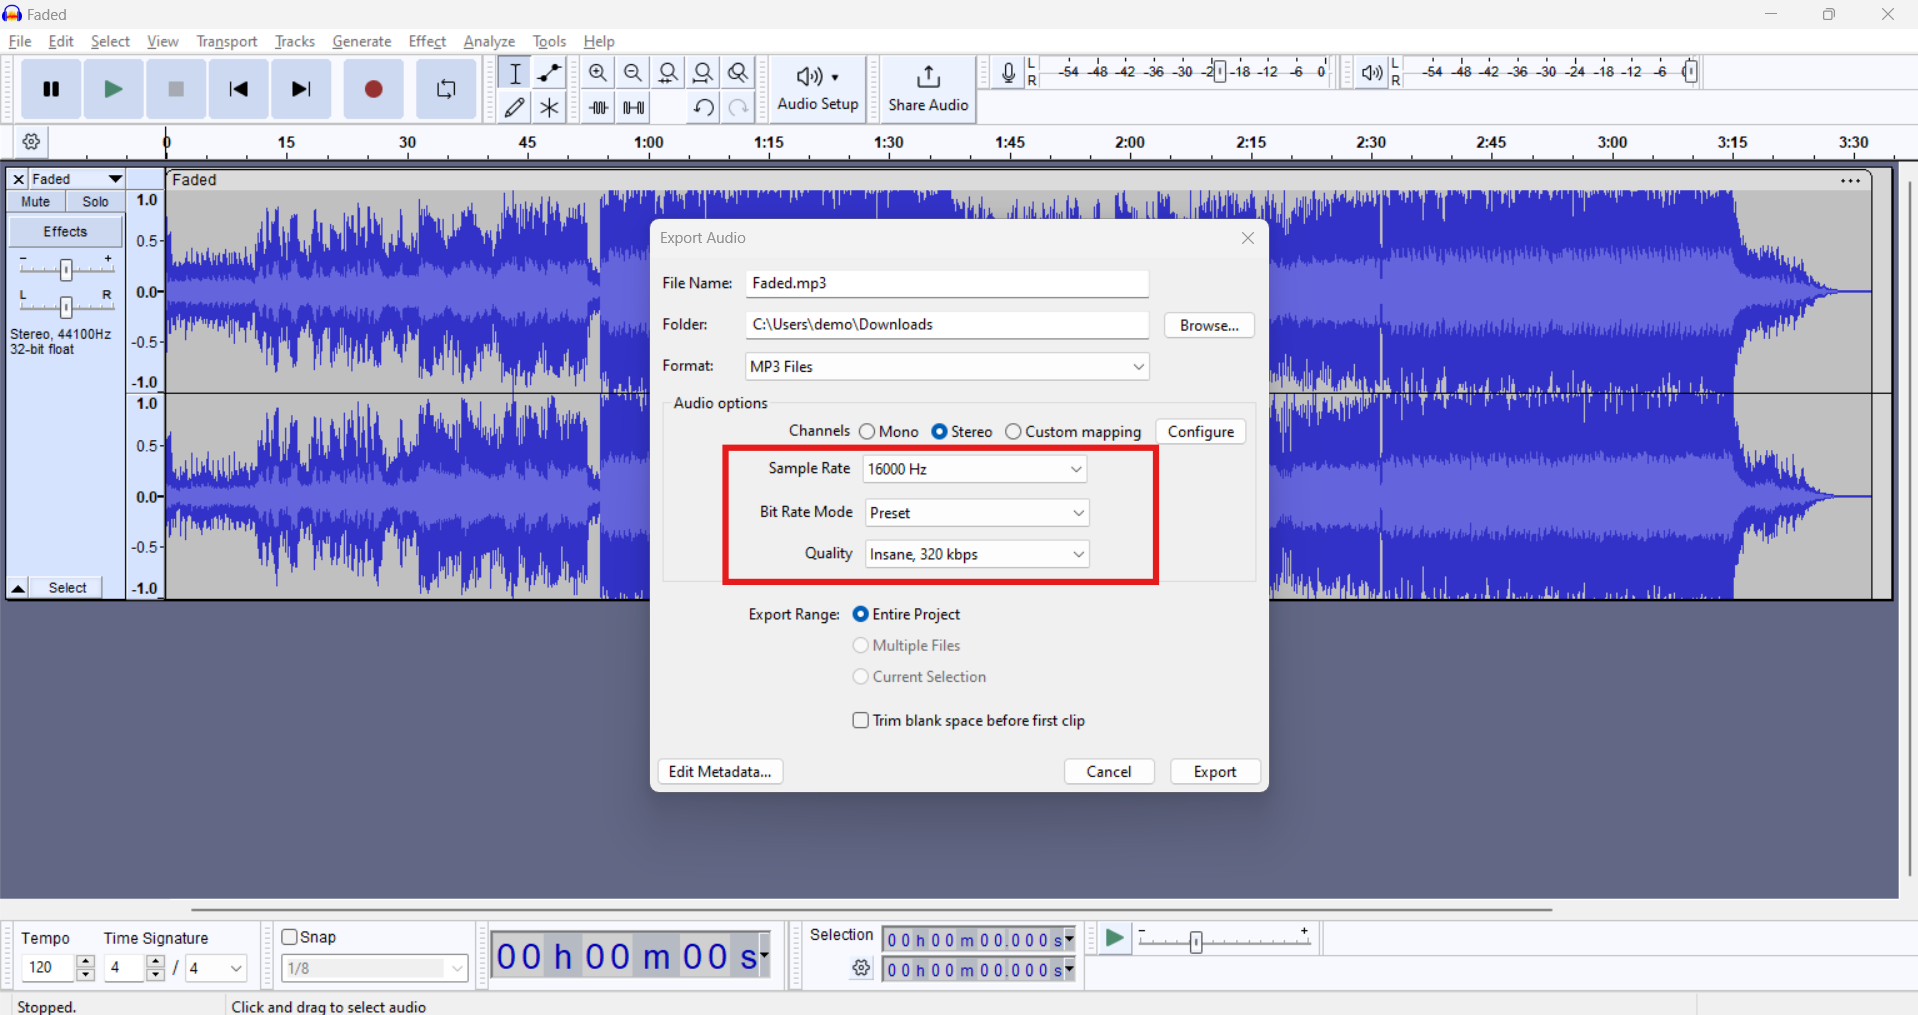 Faded
File Edit Select View Transport Tracks Generate Effect Analyze Tools Help
Audio Setup
Share Audio
L
R
-54 -48 -42 -36 -30 -2 -18 -12 -6 0
L
R
-54 -48 -42 -36 -30 -24 -18 -12 -6
0 15 30 45 1:00 1:15 1:30 1:45 2:00 2:15 2:30 2:45 3:00 3:15 3:30
Faded
Mute Solo
Effects
- +
L R
Stereo, 44100Hz
32-bit float
Select
1.0
0.5
0.0
-0.5
-1.0
1.0
0.5
0.0
-0.5
-1.0
Faded
...
Export Audio
File Name: Faded.mp3
Folder: C:\Users\demo\Downloads Browse...
Format: MP3 Files
Audio options
Channels Mono Stereo Custom mapping Configure
Sample Rate 16000 Hz
Bit Rate Mode Preset
Quality Insane, 320 kbps
Export Range: Entire Project
Multiple Files
Current Selection
Trim blank space before first clip
Edit Metadata... Cancel Export
Tempo Time Signature
120 4 / 4
Snap
1/8
00 h 00 m 00 s
Selection
00 h 00 m 00.000 s
00 h 00 m 00.000 s
- +
Stopped. Click and drag to select audio